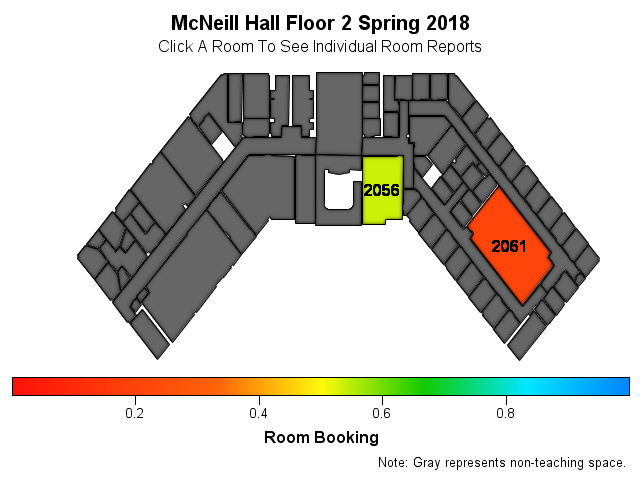 McNeill Hall Floor 2 Spring 2018
Click A Room To See Individual Room Reports
2056
2061
0.2 0.4 0.6 0.8
Room Booking
Note: Gray represents non-teaching space.